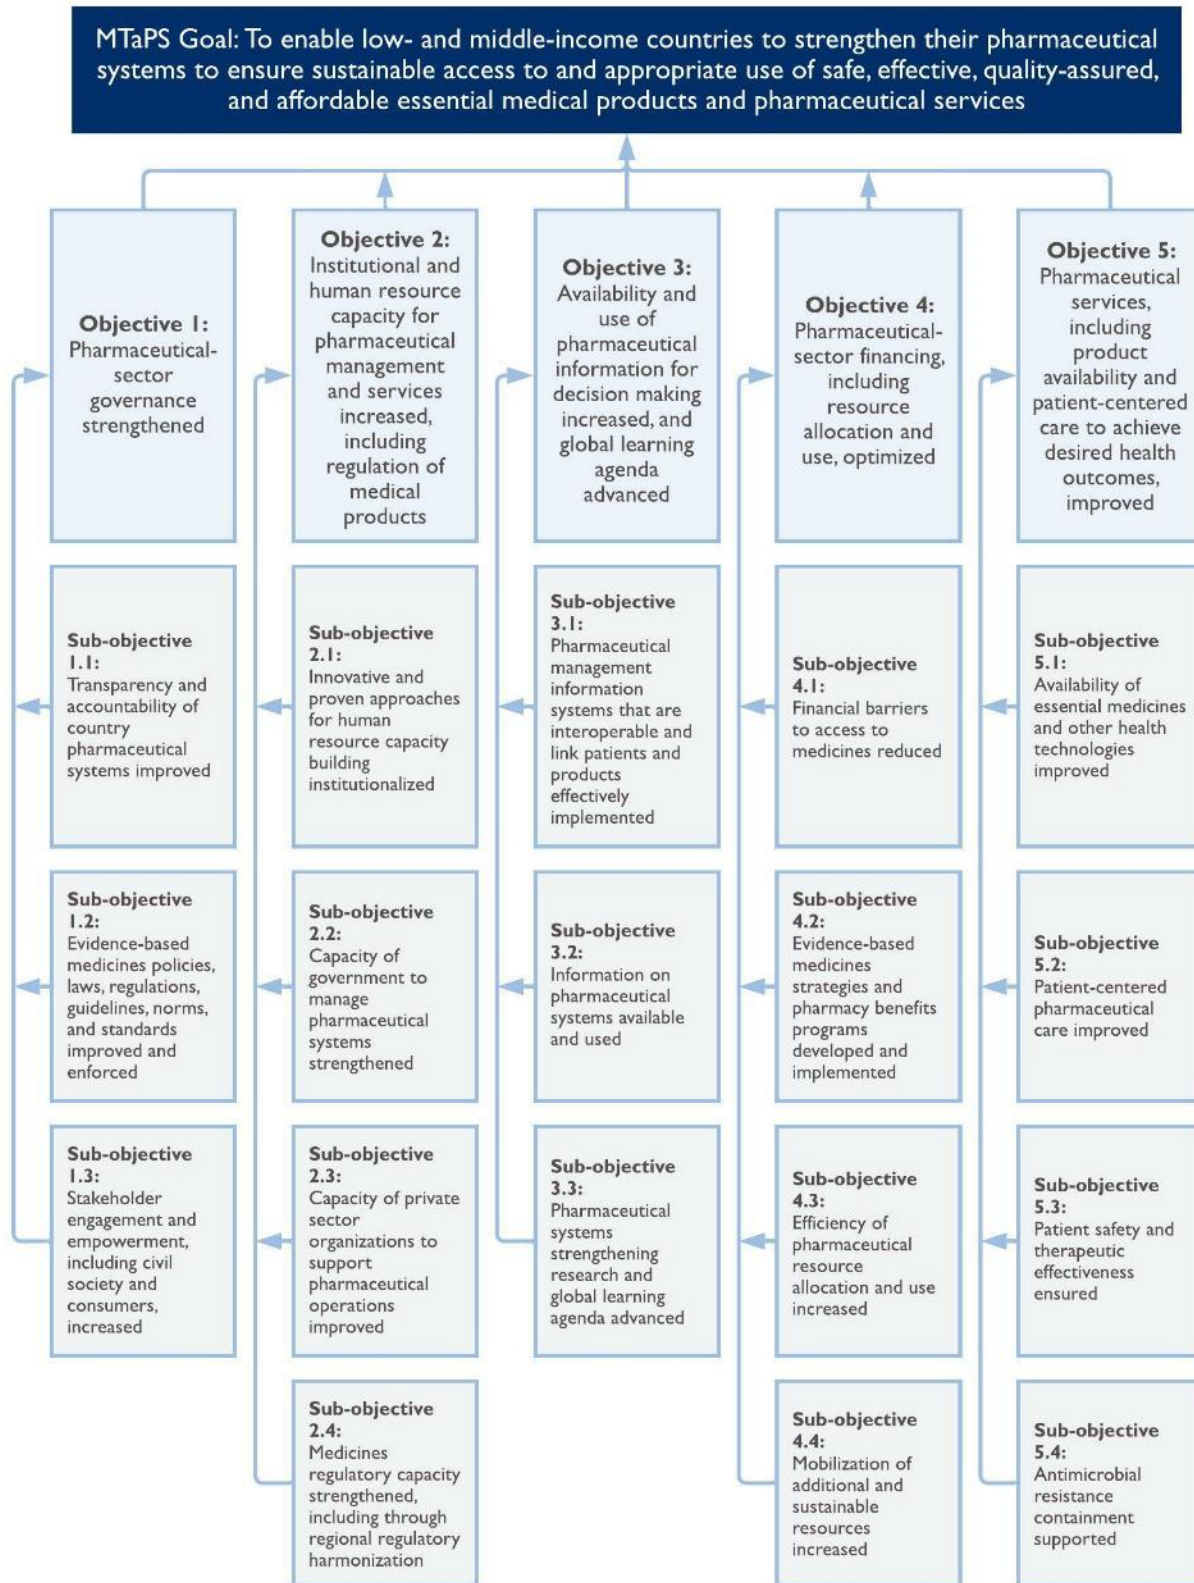 MTaPS Goal: To enable low- and middle-income countries to strengthen their pharmaceutical
systems to ensure sustainable access to and appropriate use of safe, effective, quality-assured,
and affordable essential medical products and pharmaceutical services
Objective 1:
Pharmaceutical-
sector
governance
strengthened
Objective 2:
Institutional and
human resource
capacity for
pharmaceutical
management
and services
increased,
including
regulation of
medical
products
Objective 3:
Availability and
use of
pharmaceutical
information for
decision making
increased, and
global learning
agenda
advanced
Objective 4:
Pharmaceutical-
sector financing,
including
resource
allocation and
use, optimized
Objective 5:
Pharmaceutical
services,
including
product
availability and
patient-centered
care to achieve
desired health
outcomes,
improved
Sub-objective
1.1:
Transparency and
accountability of
country
pharmaceutical
systems improved
Sub-objective
2.1:
Innovative and
proven approaches
for human
resource capacity
building
institutionalized
Sub-objective
3.1:
Pharmaceutical
management
information
systems that are
interoperable and
link patients and
products
effectively
implemented
Sub-objective
4.1:
Financial barriers
to access to
medicines reduced
Sub-objective
5.1:
Availability of
essential medicines
and other health
technologies
improved
Sub-objective
1.2:
Evidence-based
medicines policies,
laws, regulations,
guidelines, norms,
and standards
improved and
enforced
Sub-objective
2.2:
Capacity of
government to
manage
pharmaceutical
systems
strengthened
Sub-objective
3.2:
Information on
pharmaceutical
systems available
and used
Sub-objective
4.2:
Evidence-based
medicines
strategies and
pharmacy benefits
programs
developed and
implemented
Sub-objective
5.2:
Patient-centered
pharmaceutical
care improved
Sub-objective
1.3:
Stakeholder
engagement and
empowerment,
including civil
society and
consumers,
increased
Sub-objective
2.3:
Capacity of private
sector
organizations to
support
pharmaceutical
operations
improved
Sub-objective
3.3:
Pharmaceutical
systems
strengthening
research and
global learning
agenda advanced
Sub-objective
4.3:
Efficiency of
pharmaceutical
resource
allocation and use
increased
Sub-objective
5.3:
Patient safety and
therapeutic
effectiveness
ensured
Sub-objective
2.4:
Medicines
regulatory capacity
strengthened,
including through
regional regulatory
harmonization
Sub-objective
4.4:
Mobilization of
additional and
sustainable
resources
increased
Sub-objective
5.4:
Antimicrobial
resistance
containment
supported